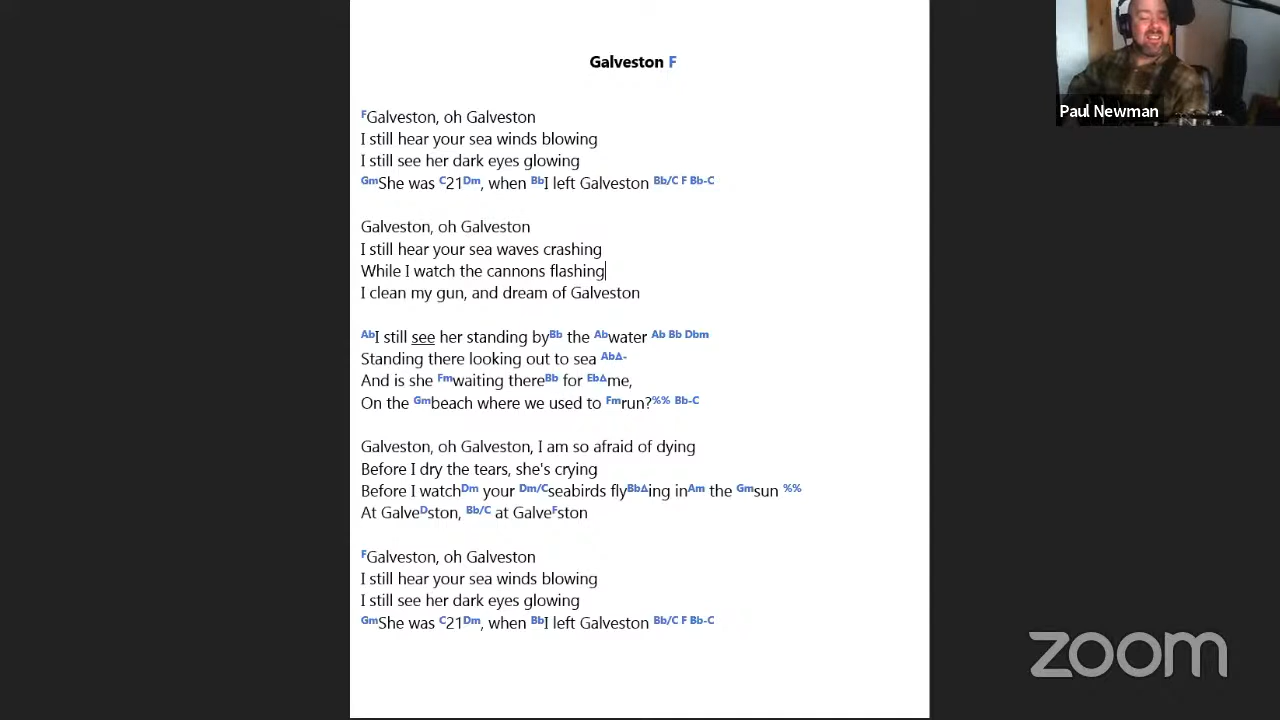 Galveston F
Paul Newman
FGalveston, oh Galveston
I still hear your sea winds blowing
I still see her dark eyes glowing
GmShe was C21Dm, when BbI left Galveston Bb/C F Bb-C
Galveston, oh Galveston
I still hear your sea waves crashing
While I watch the cannons flashing
I clean my gun, and dream of Galveston
AbI still see her standing byBb the Abwater Ab Bb Dbm
Standing there looking out to sea AbΔ-
And is she Fmwaiting thereBb for EbΔme,
On the Gmbeach where we used to Fmrun?%% Bb-C
Galveston, oh Galveston, I am so afraid of dying
Before I dry the tears, she's crying
Before I watchDm your Dm/Cseabirds flyBbΔing inAm the Gmsun %%
At GalveDston, Bb/C at GalveFston
FGalveston, oh Galveston
I still hear your sea winds blowing
I still see her dark eyes glowing
GmShe was C21Dm, when BbI left Galveston Bb/C F Bb-C
zoom